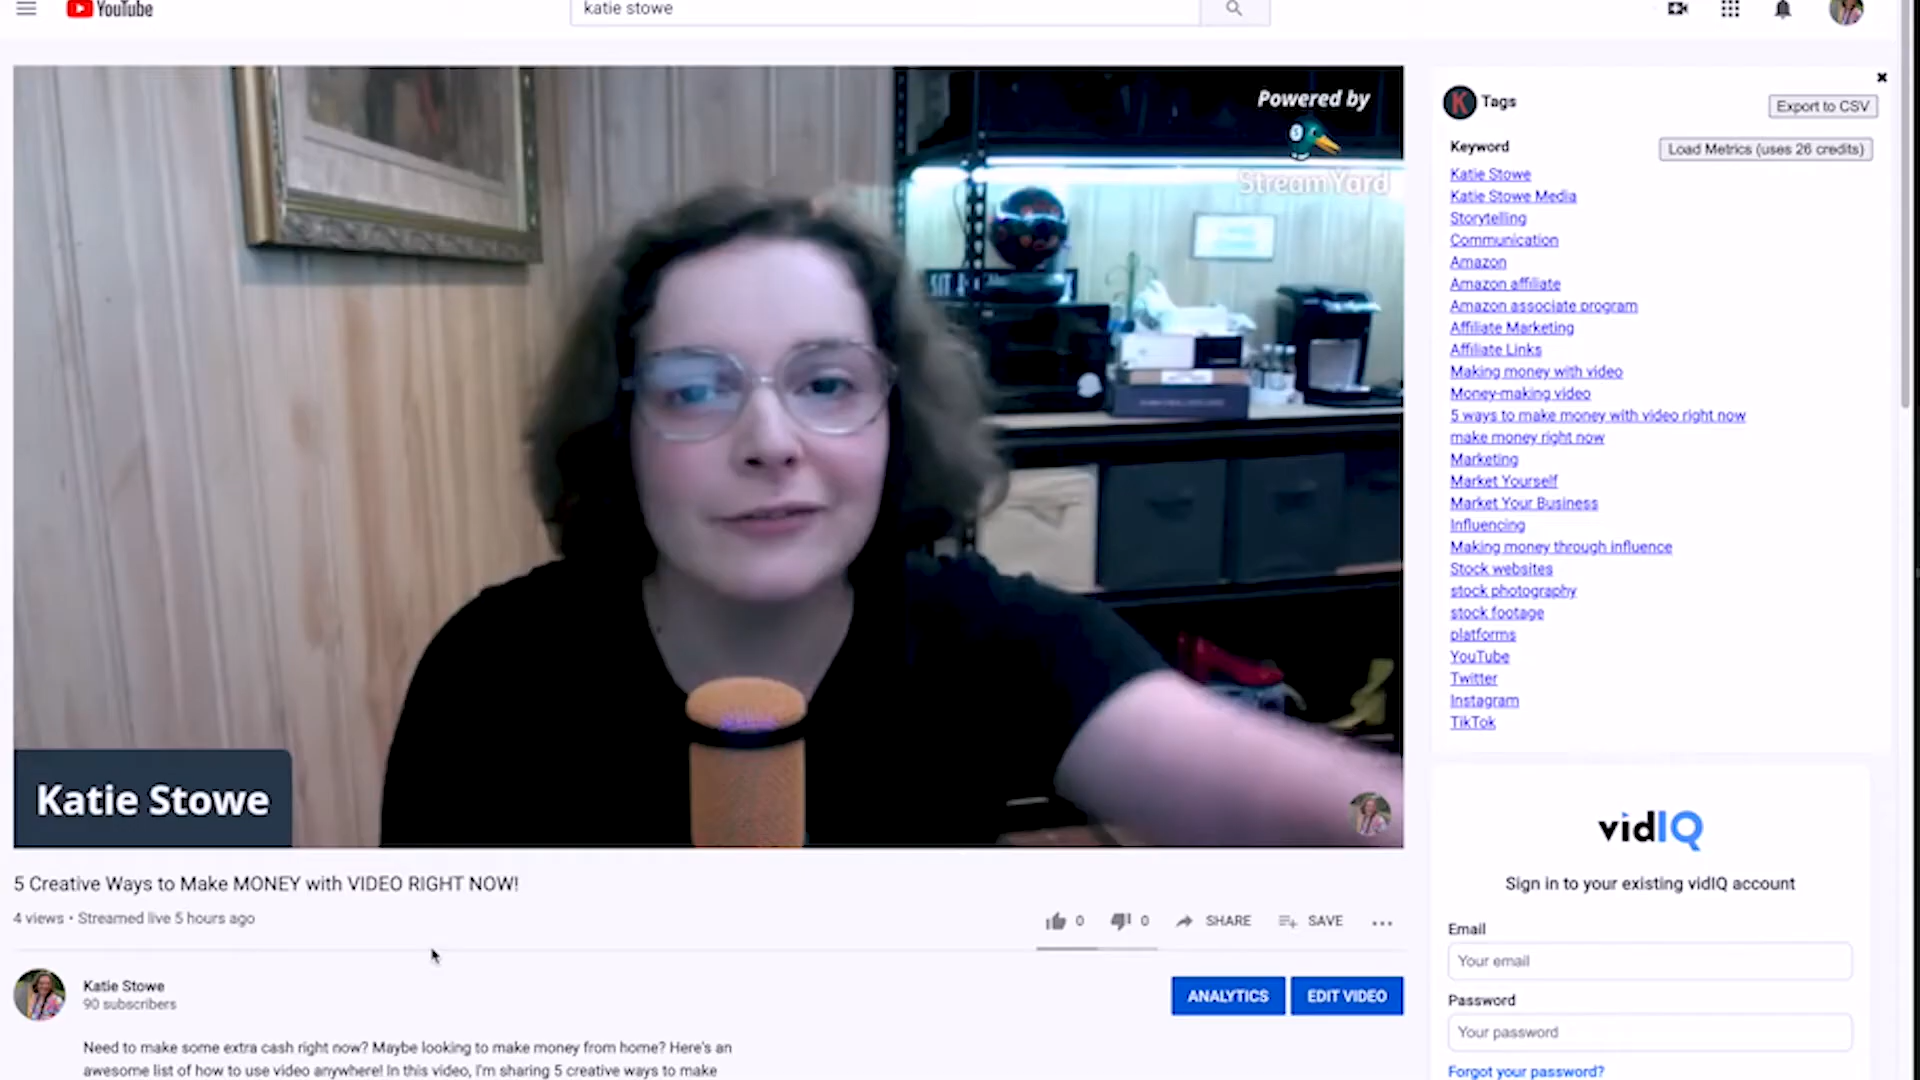 YouTube
katie stowe
Powered by
StreamYard
SIT
Katie Stowe
5 Creative Ways to Make MONEY with VIDEO RIGHT NOW!
4 views • Streamed live 5 hours ago
0
0
SHARE
SAVE
Katie Stowe
90 subscribers
ANALYTICS
EDIT VIDEO
Need to make some extra cash right now? Maybe looking to make money from home? Here's an
awesome list of how to use video anywhere! In this video, I'm sharing 5 creative ways to make
K
Tags
Export to CSV
Keyword
Load Metrics (uses 26 credits)
Katie Stowe
Katie Stowe Media
Storytelling
Communication
Amazon
Amazon affiliate
Amazon associate program
Affiliate Marketing
Affiliate Links
Making money with video
Money-making video
5 ways to make money with video right now
make money right now
Marketing
Market Yourself
Market Your Business
Influencing
Making money through influence
Stock websites
stock photography
stock footage
platforms
YouTube
Twitter
Instagram
TikTok
vidIQ
Sign in to your existing vidIQ account
Email
Your email
Password
Your password
Forgot your password?